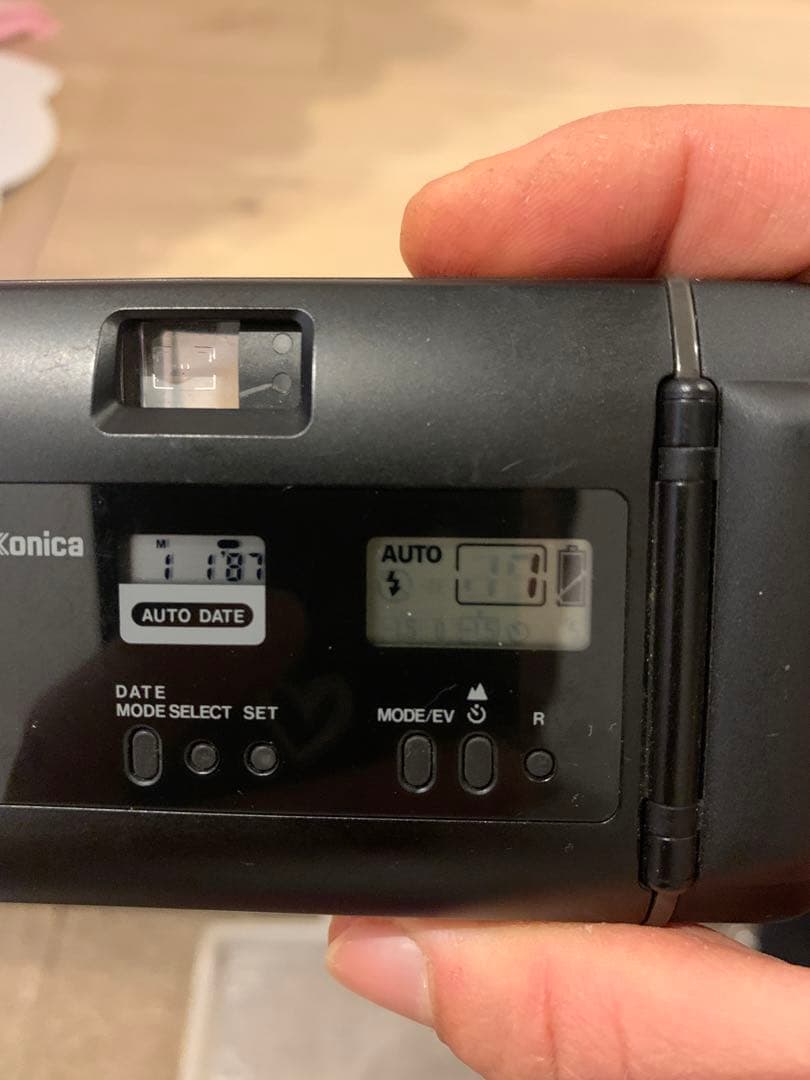 Konica
M
1 1'87
AUTO DATE
DATE
MODE SELECT SET
AUTO
1
MODE/EV
R